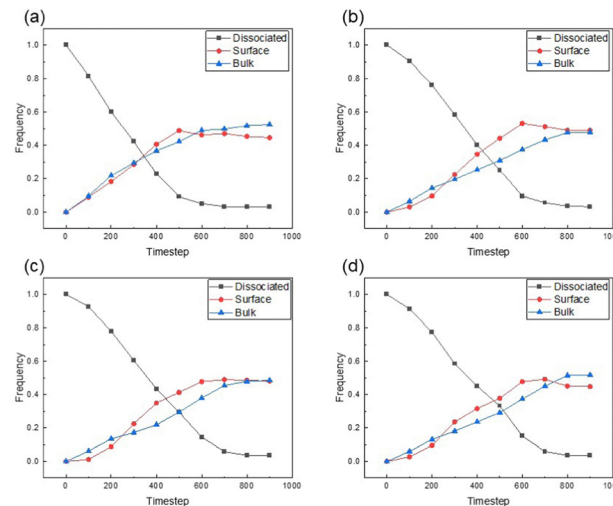 (a)
Dissociated
Surface
Bulk
1.0
0.8
0.6
0.4
0.2
0.0
Frequency
0 200 400 600 800 1000
Timestep
(b)
Dissociated
Surface
Bulk
1.0
0.8
0.6
0.4
0.2
0.0
Frequency
0 200 400 600 800 100
Timestep
(c)
Dissociated
Surface
Bulk
1.0
0.8
0.6
0.4
0.2
0.0
Frequency
0 200 400 600 800 1000
Timestep
(d)
Dissociated
Surface
Bulk
1.0
0.8
0.6
0.4
0.2
0.0
Frequency
0 200 400 600 800 1000
Timestep